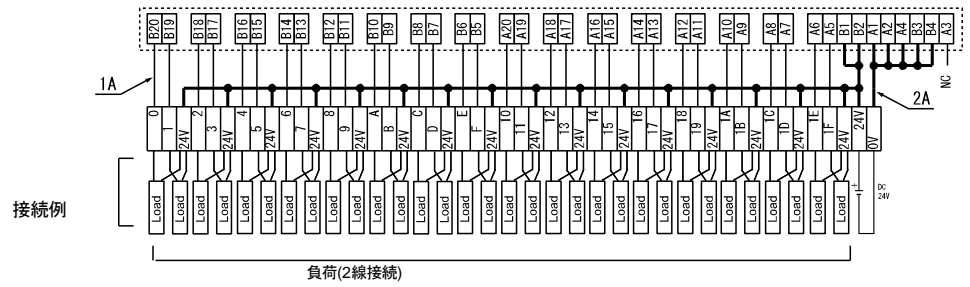 B20 B19 B18 B17 B16 B15 B14 B13 B12 B11 B10 B9 B8 B7 B6 B5 A20 A19 A18 A17 A16 A15 A14 A13 A12 A11 A10 A9 A8 A7 A6 A5 B1 B2 A1 A2 A4 B3 B4 A3
NC
1A
2A
0 1 24V 2 3 24V 4 5 24V 6 7 24V 8 9 24V A B 24V C D 24V E F 24V 10 11 24V 12 13 24V 14 15 24V 16 17 24V 18 19 24V 1A 1B 24V 1C 1D 24V 1E 1F 24V 24V 0V
Load Load Load Load Load Load Load Load Load Load Load Load Load Load Load Load Load Load Load Load Load Load Load Load Load Load Load Load Load Load Load Load
+
DC
24V
接続例
負荷(2線接続)